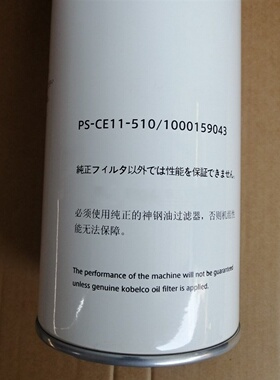 PS-CE11-510/1000159043
純正フィルタ以外では性能を保証できません。
必须使用纯正的神钢油过滤器，否则机组性
能无法保障。
The performance of the machine will not be guaranteed
unless genuine kobelco oil filter is applied.